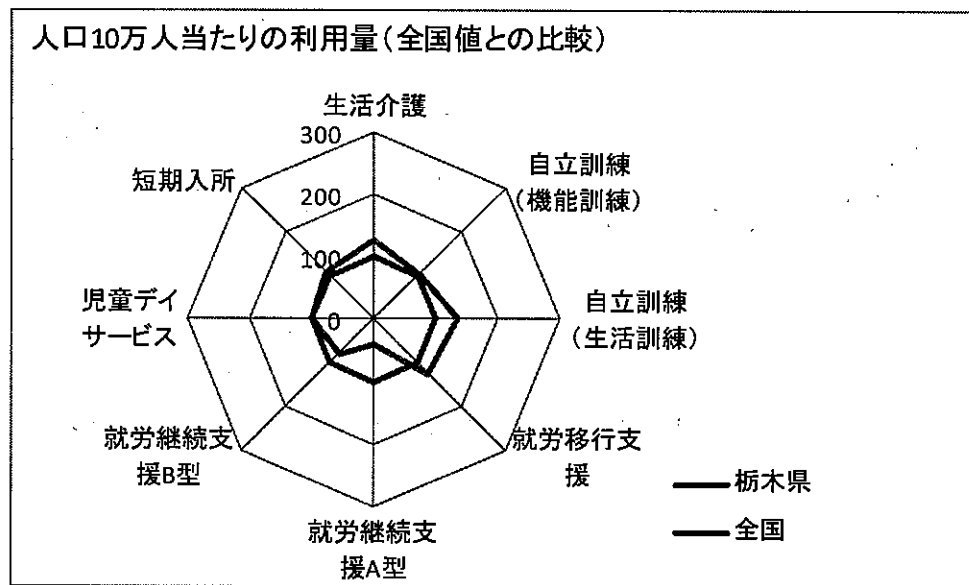 人口10万人当たりの利用量(全国値との比較)
生活介護
300
200
100
0
自立訓練
(機能訓練)
自立訓練
(生活訓練)
就労移行支
援
就労継続支
援A型
就労継続支
援B型
児童デイ
サービス
短期入所
栃木県
全国